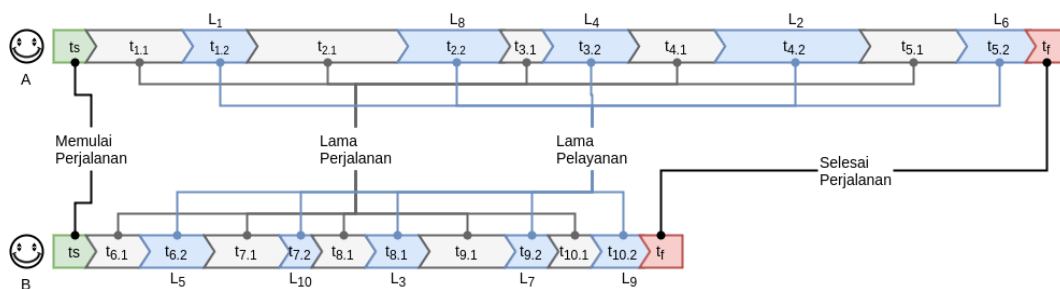 L1 L8 L4 L2 L6
ts t1.1 t1.2 t2.1 t2.2 t3.1 t3.2 t4.1 t4.2 t5.1 t5.2 tf
A
Memulai
Perjalanan
Lama
Perjalanan
Lama
Pelayanan
Selesai
Perjalanan
ts t6.1 t6.2 t7.1 t7.2 t8.1 t8.1 t9.1 t9.2 t10.1 t10.2 tf
B
L5 L10 L3 L7 L9